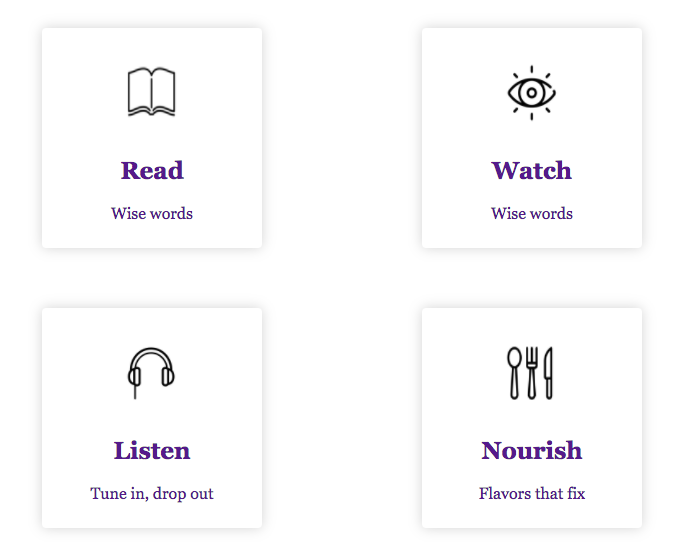 Read
Wise words
Watch
Wise words
Listen
Tune in, drop out
Nourish
Flavors that fix